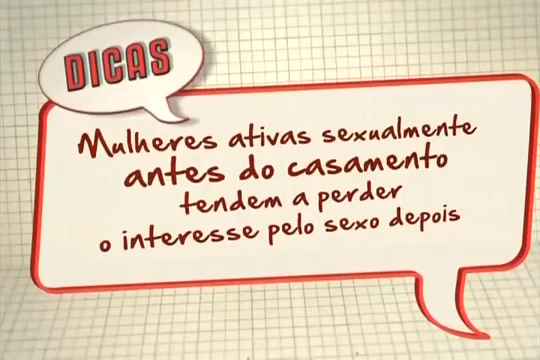 DICAS
Mulheres ativas sexualmente
antes do casamento
tendem a perder
o interesse pelo sexo depois